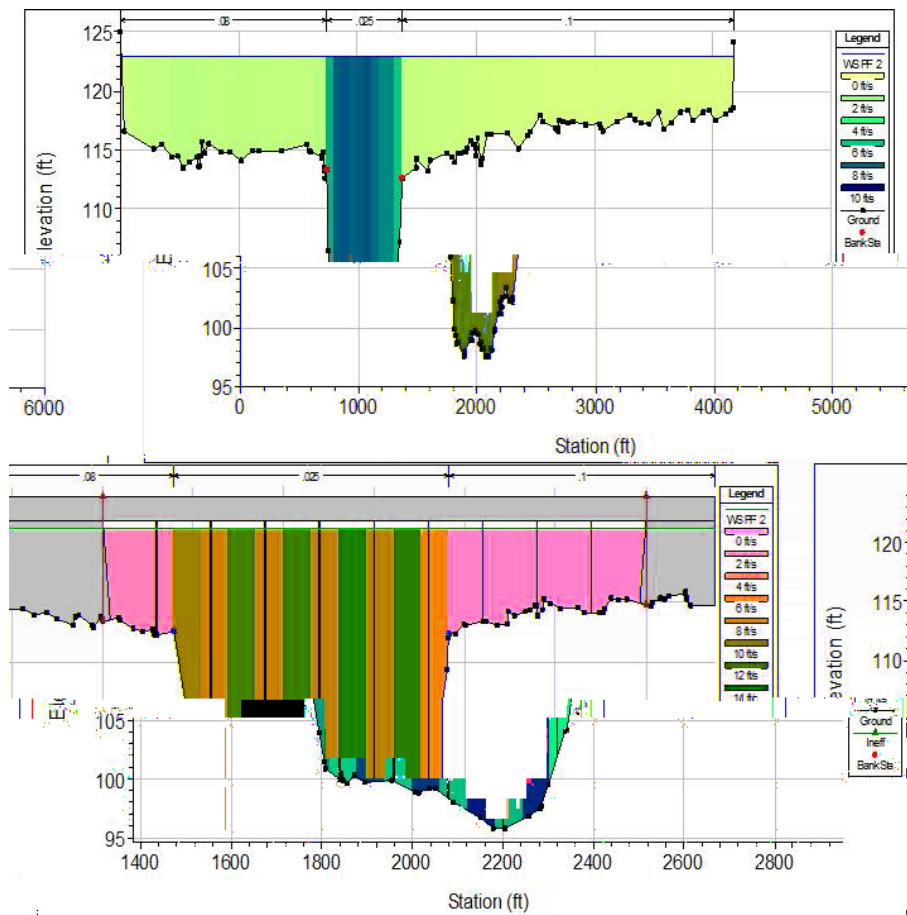 .08 .025 .1
125
120
115
110
Elevation (ft)
Legend
WS PF 2
0 ft/s
2 ft/s
4 ft/s
6 ft/s
8 ft/s
10 ft/s
Ground
Bank Sta
105
100
95
6000 0 1000 2000 3000 4000 5000
Station (ft)
.08 .025 .1
Legend
WS PF 2
0 ft/s
2 ft/s
4 ft/s
6 ft/s
8 ft/s
10 ft/s
12 ft/s
14 ft/s
Ground
Ineff
Bank Sta
120
115
110
105
100
95
1400 1600 1800 2000 2200 2400 2600 2800
Station (ft)